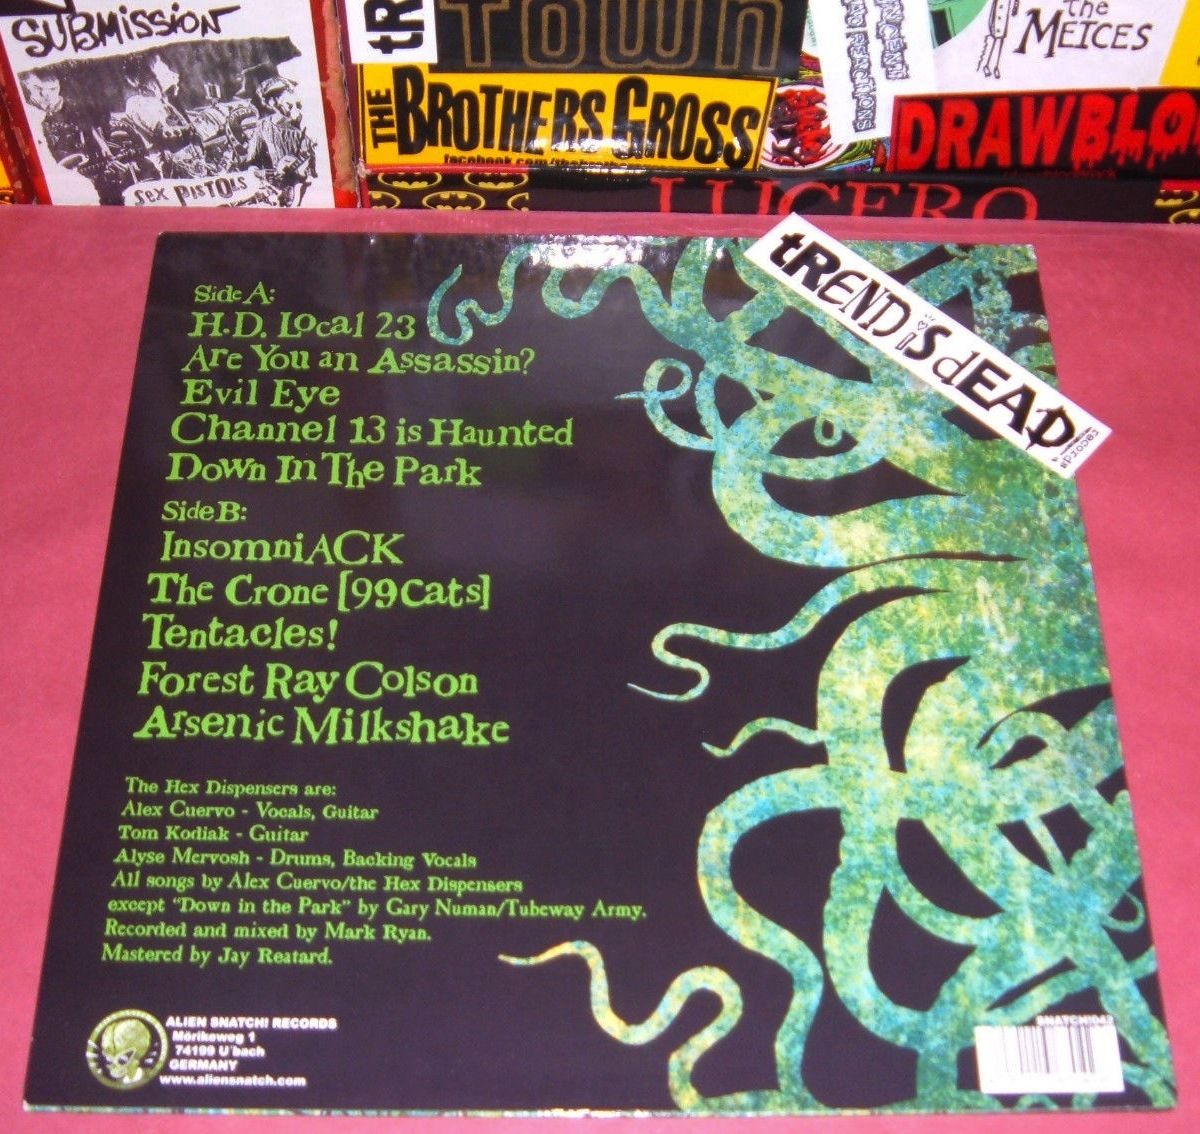 SUBMISSION
SEX PISTOLS
tR
TOWN
THE BROTHERS GROSS
The MEICES
DRAWBLO
LUCERO
tREND iS dEAD
records
Side A:
H.D. Local 23
Are You an Assassin?
Evil Eye
Channel 13 is Haunted
Down In The Park
Side B:
InsomniACK
The Crone [99cats]
Tentacles!
Forest Ray Colson
Arsenic Milkshake
The Hex Dispensers are:
Alex Cuervo - Vocals, Guitar
Tom Kodiak - Guitar
Alyse Mervosh - Drums, Backing Vocals
All songs by Alex Cuervo/the Hex Dispensers
except "Down in the Park" by Gary Numan/Tubeway Army.
Recorded and mixed by Mark Ryan.
Mastered by Jay Reatard.
ALIEN SNATCH! RECORDS
Mörikeweg 1
74199 U'bach
GERMANY
www.aliensnatch.com